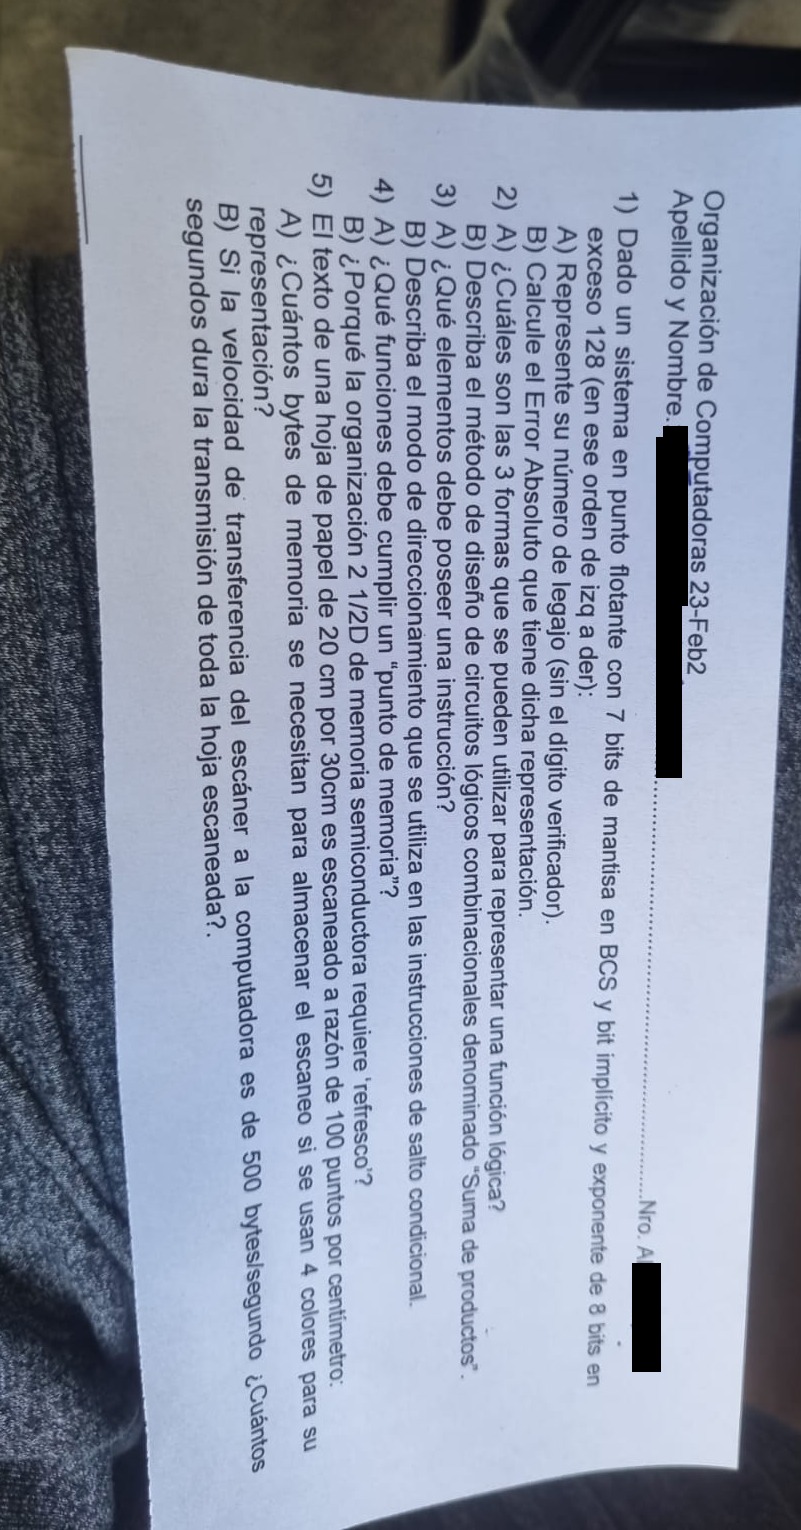 Organización de Computadoras 23-Feb2
Apellido y Nombre.
Nro. Al
1) Dado un sistema en punto flotante con 7 bits de mantisa en BCS y bit implícito y exponente de 8 bits en
exceso 128 (en ese orden de izq a der):
A) Represente su número de legajo (sin el dígito verificador).
B) Calcule el Error Absoluto que tiene dicha representación.
2) A) ¿Cuáles son las 3 formas que se pueden utilizar para representar una función lógica?
B) Describa el método de diseño de circuitos lógicos combinacionales denominado “Suma de productos”.
3) A) ¿Qué elementos debe poseer una instrucción?
B) Describa el modo de direccionamiento que se utiliza en las instrucciones de salto condicional.
4) A) ¿Qué funciones debe cumplir un “punto de memoria”?
B) ¿Porqué la organización 2 1/2D de memoria semiconductora requiere ‘refresco’?
5) El texto de una hoja de papel de 20 cm por 30cm es escaneado a razón de 100 puntos por centímetro:
A) ¿Cuántos bytes de memoria se necesitan para almacenar el escaneo si se usan 4 colores para su
representación?
B) Si la velocidad de transferencia del escáner a la computadora es de 500 bytes/segundo ¿Cuántos
segundos dura la transmisión de toda la hoja escaneada?.